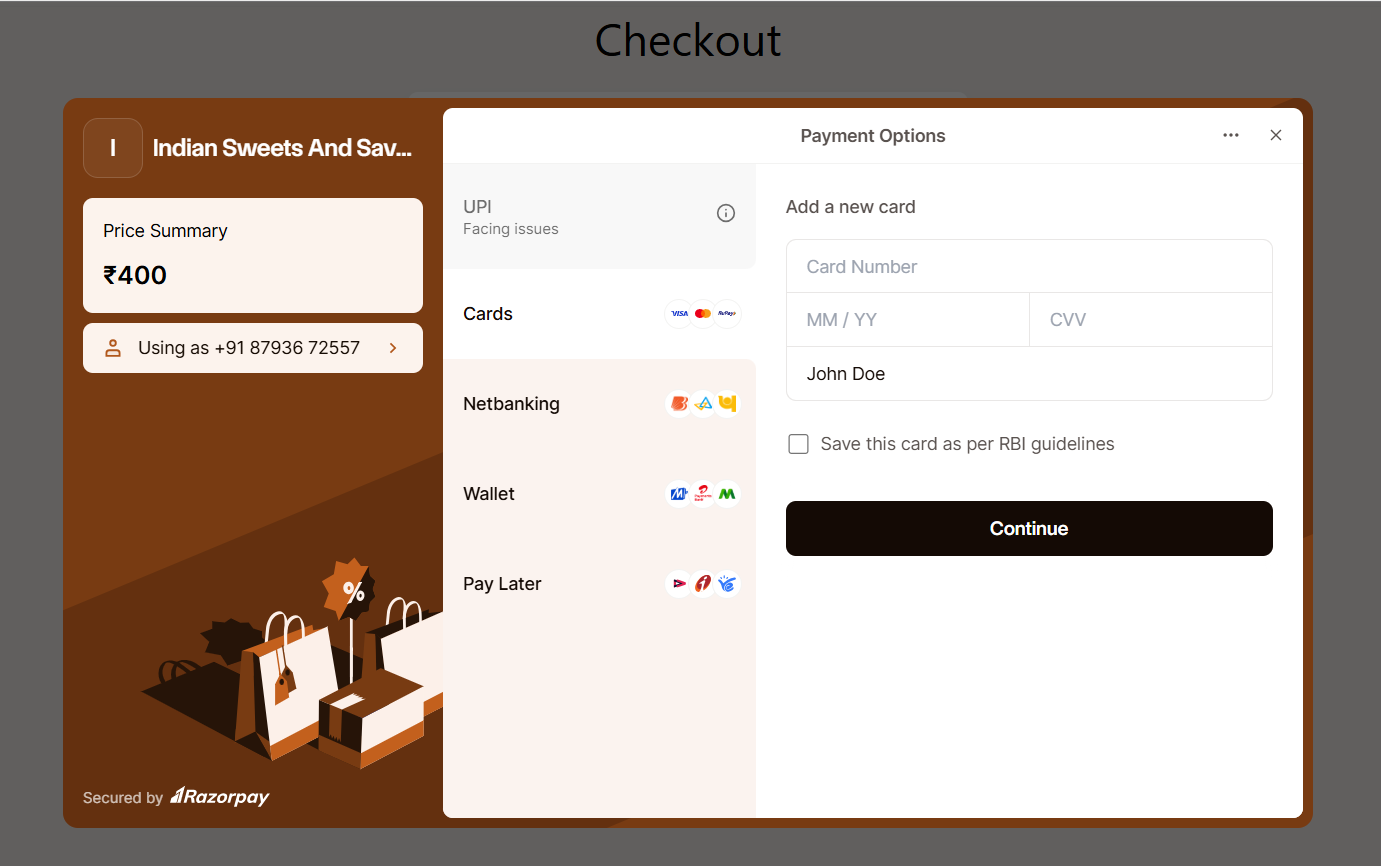 Checkout
I
Indian Sweets And Sav...
Price Summary
₹400
Using as +91 87936 72557
%
Secured by Razorpay
Payment Options
UPI
Facing issues
Cards
VISA
RuPay
Netbanking
Wallet
Pay Later
Add a new card
Card Number
MM / YY
CVV
John Doe
Save this card as per RBI guidelines
Continue